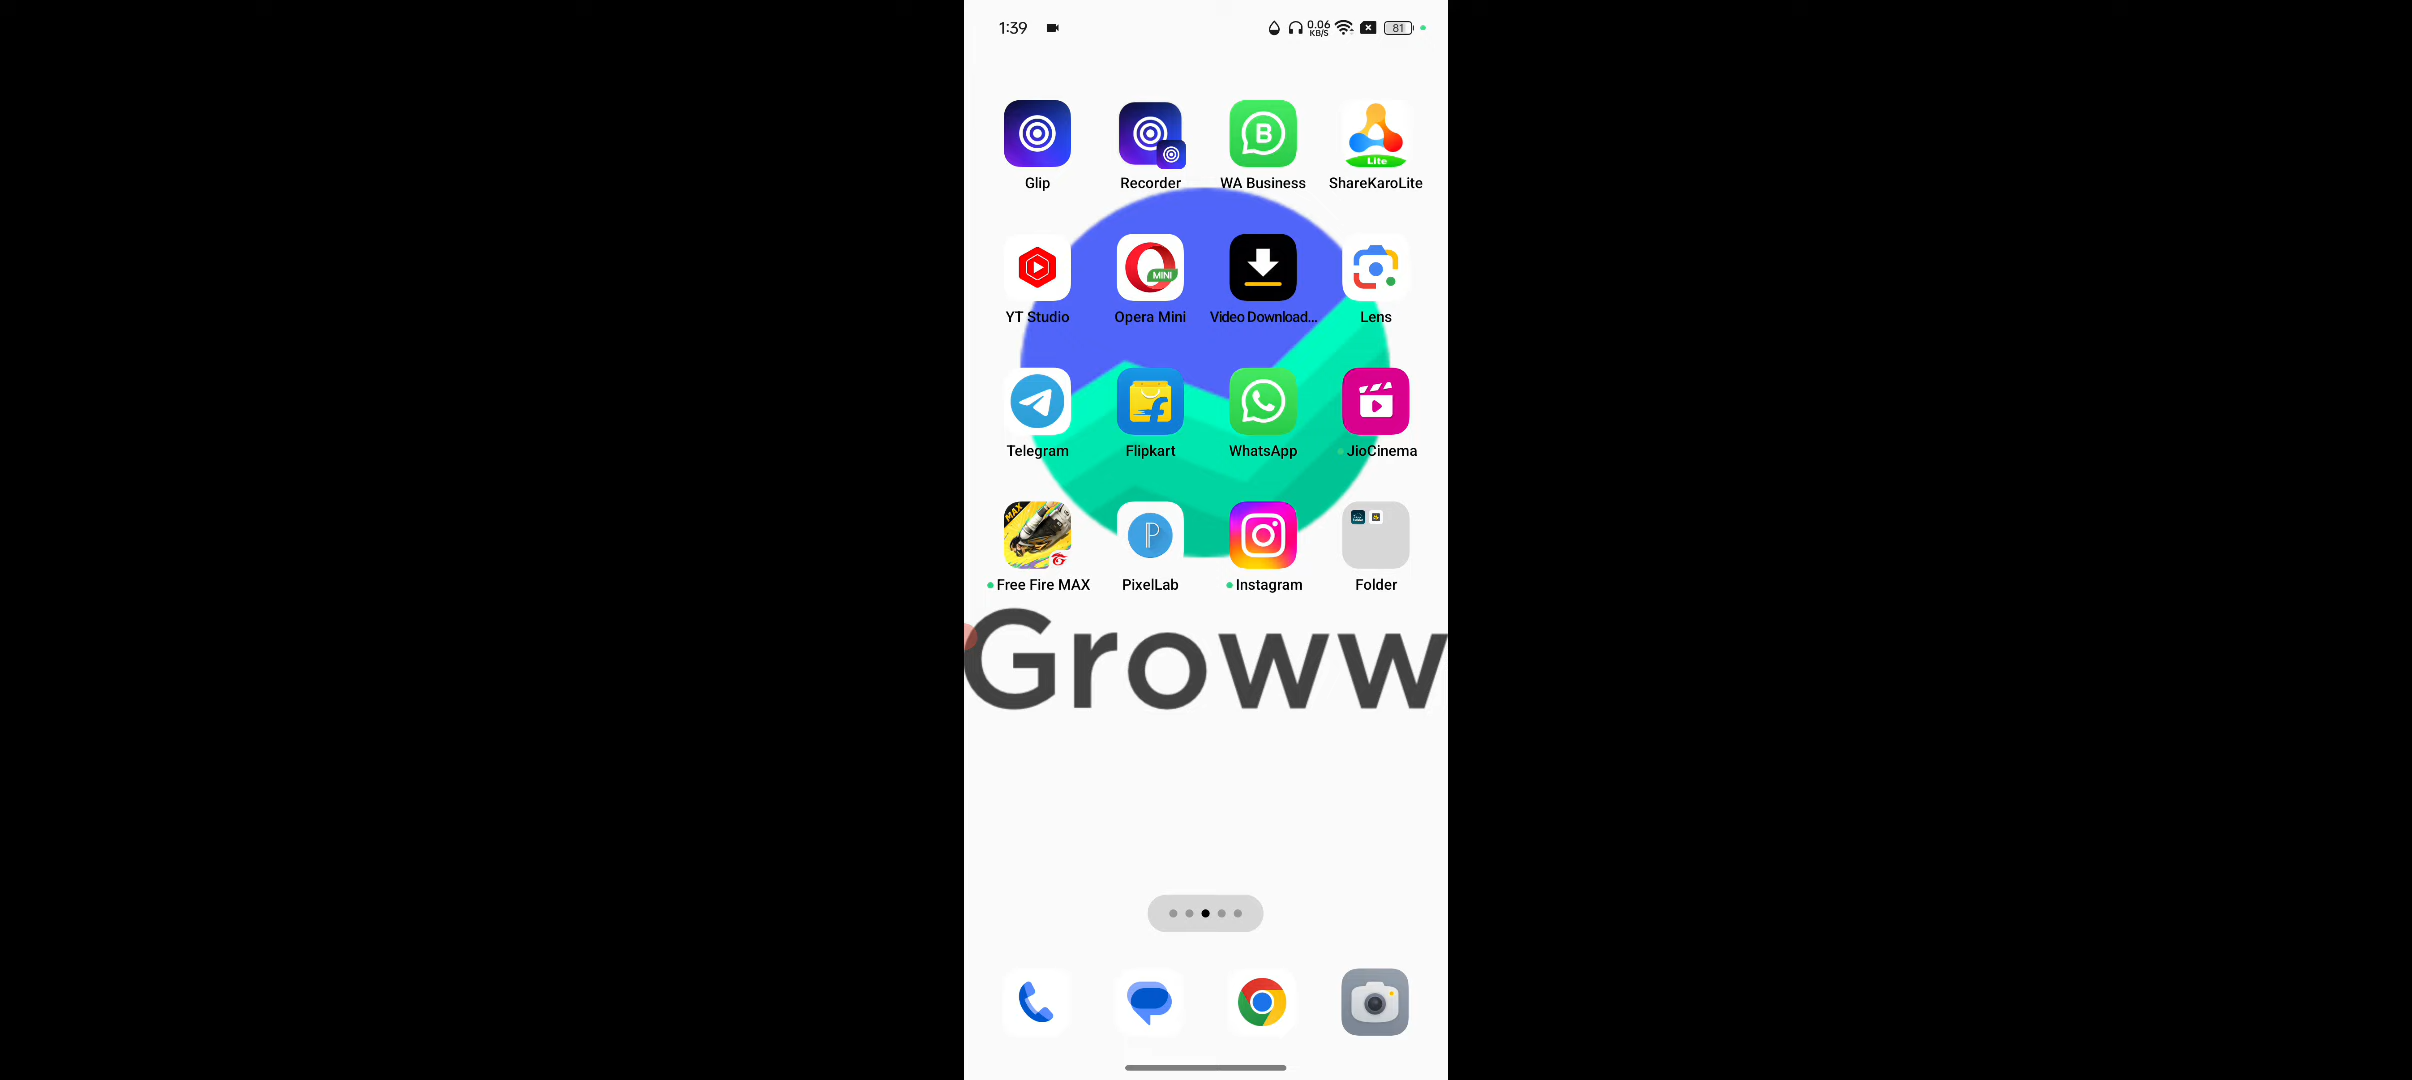 1:39 0.06 KB/S 81
Glip Recorder WA Business ShareKaroLite
Lite
MINI
YT Studio Opera Mini Video Download... Lens
Telegram Flipkart WhatsApp JioCinema
MAX
Free Fire MAX PixelLab Instagram Folder
Groww